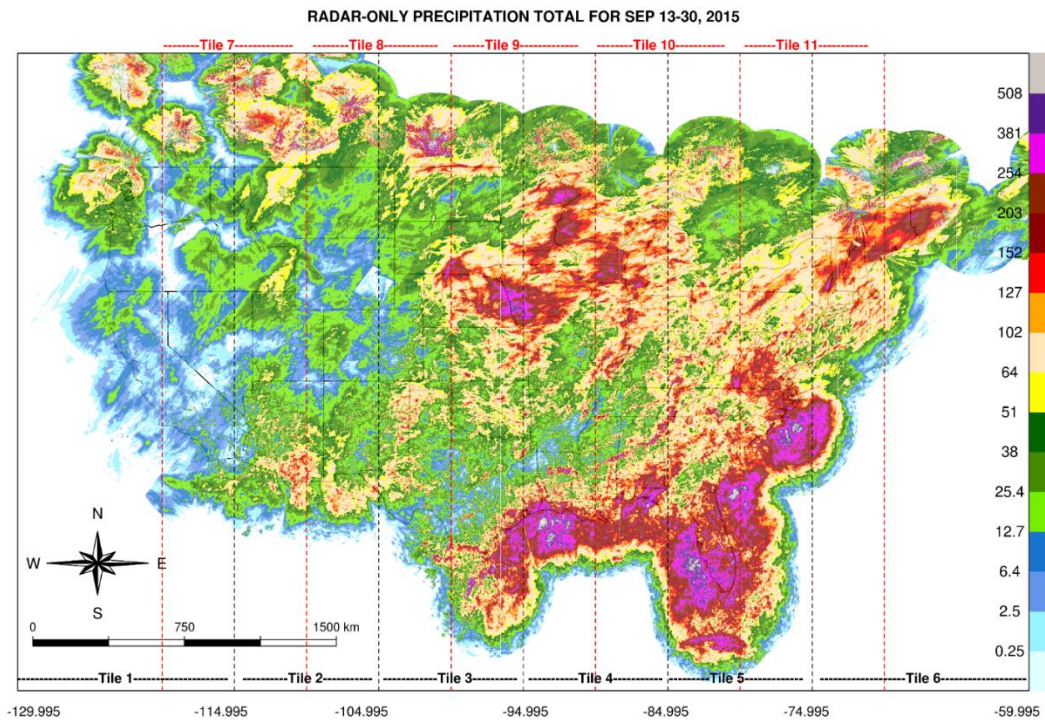 RADAR-ONLY PRECIPITATION TOTAL FOR SEP 13-30, 2015
--------Tile 7------------ --------Tile 8------------ --------Tile 9------------ --------Tile 10------------ --------Tile 11------------
508
381
254
203
152
127
102
64
51
38
25.4
12.7
6.4
2.5
0.25
N
W E
S
0 750 1500 km
Tile 1 Tile 2 Tile 3 Tile 4 Tile 5 Tile 6
-129.995 -114.995 -104.995 -94.995 -84.995 -74.995 -59.995